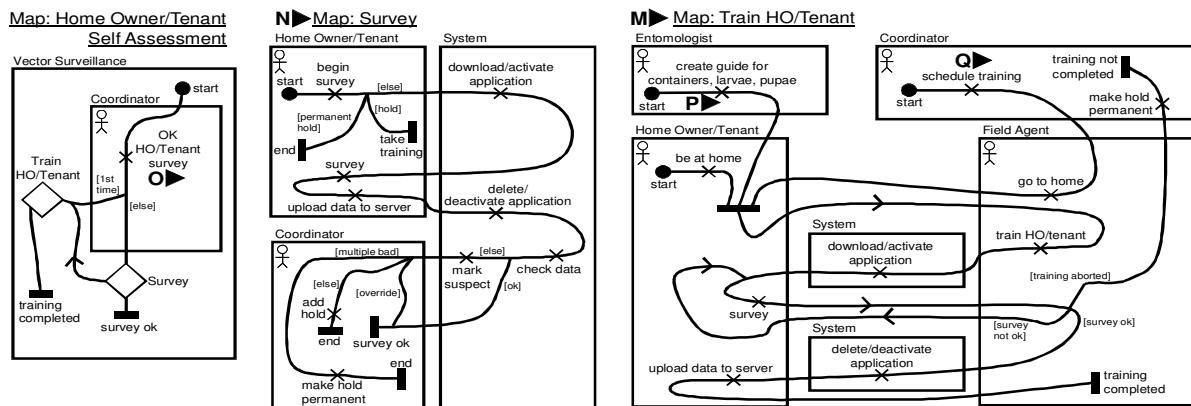 Map: Home Owner/Tenant
Self Assessment
Vector Surveillance
Coordinator
start
OK
HO/Tenant
survey
O
Train
HO/Tenant
[1st
time]
[else]
Survey
training
completed
survey ok
N Map: Survey
Home Owner/Tenant
System
begin
survey
start
[else]
[hold]
[permanent
hold]
end
take
training
download/activate
application
survey
upload data to server
delete/
deactivate application
Coordinator
[multiple bad]
[else]
[else]
[override]
[ok]
mark
suspect
check data
add
hold
end
survey ok
end
make hold
permanent
M Map: Train HO/Tenant
Entomologist
create guide for
containers, larvae, pupae
start
P
Coordinator
Q
schedule training
start
training not
completed
make hold
permanent
Home Owner/Tenant
be at home
start
Field Agent
go to home
System
download/activate
application
train HO/tenant
[training aborted]
survey
[survey
not ok]
[survey ok]
System
delete/deactivate
application
upload data to server
training
completed